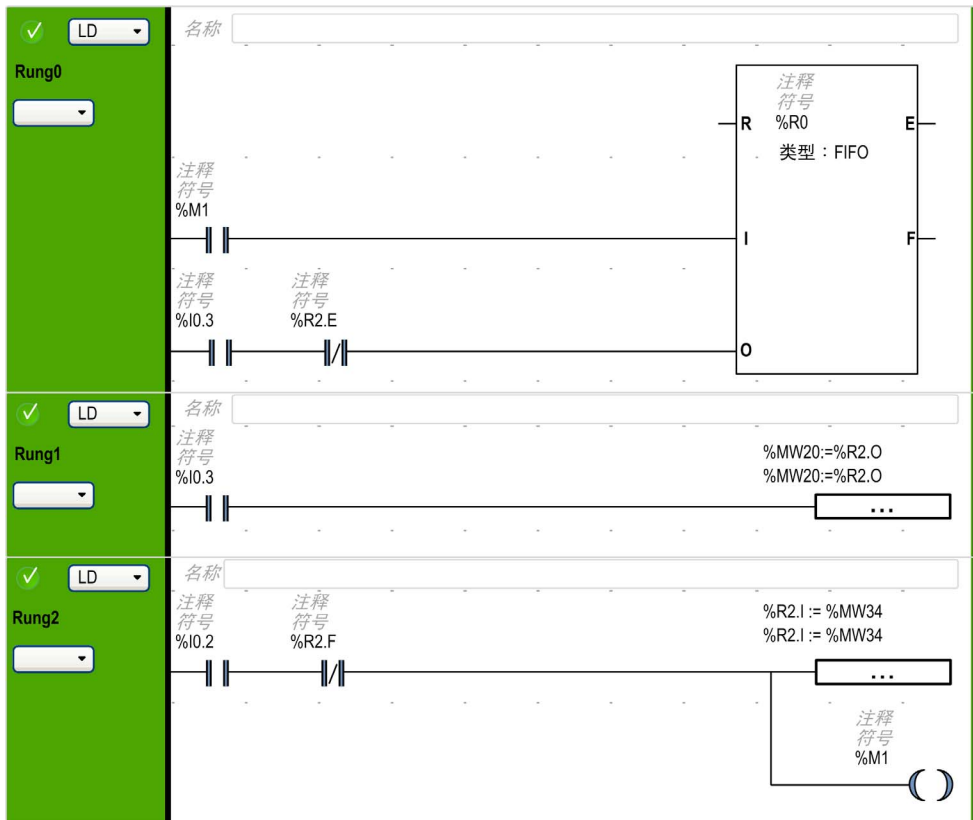 LD
名称
Rung0
注释
符号
%R0
R
E
类型：FIFO
注释
符号
%M1
I
F
注释
符号
%I0.3
注释
符号
%R2.E
O
LD
名称
Rung1
注释
符号
%I0.3
%MW20:=%R2.O
%MW20:=%R2.O
...
LD
名称
Rung2
注释
符号
%I0.2
注释
符号
%R2.F
%R2.I := %MW34
%R2.I := %MW34
...
注释
符号
%M1